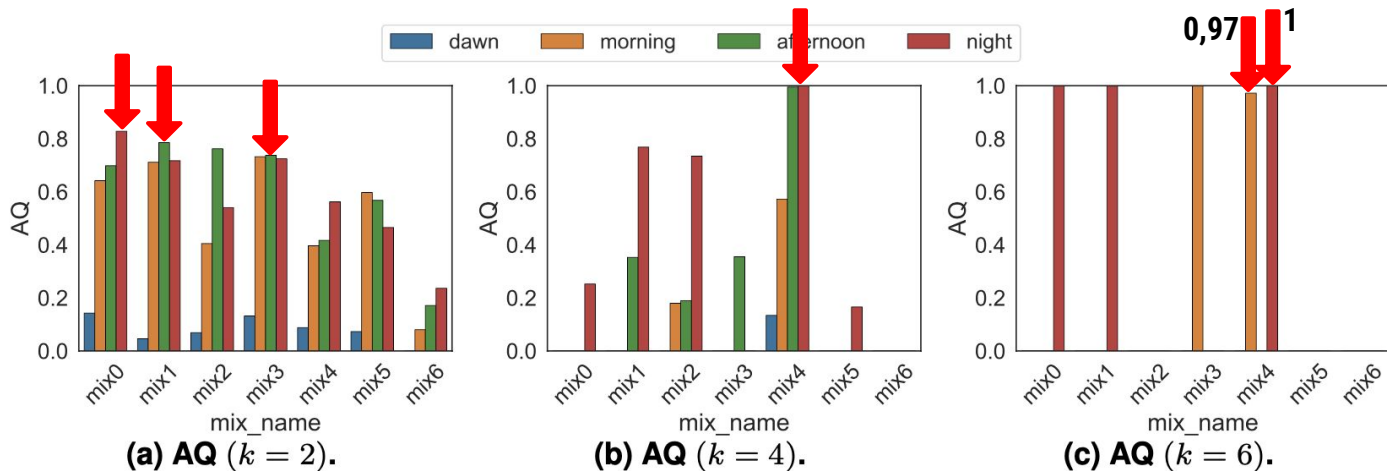 0,97 1
dawn morning afternoon night
1.0 0.8 0.6 0.4 0.2 0.0
AQ
mix0 mix1 mix2 mix3 mix4 mix5 mix6
mix_name
(a) AQ (k = 2).
1.0 0.8 0.6 0.4 0.2 0.0
AQ
mix0 mix1 mix2 mix3 mix4 mix5 mix6
mix_name
(b) AQ (k = 4).
1.0 0.8 0.6 0.4 0.2 0.0
AQ
mix0 mix1 mix2 mix3 mix4 mix5 mix6
mix_name
(c) AQ (k = 6).